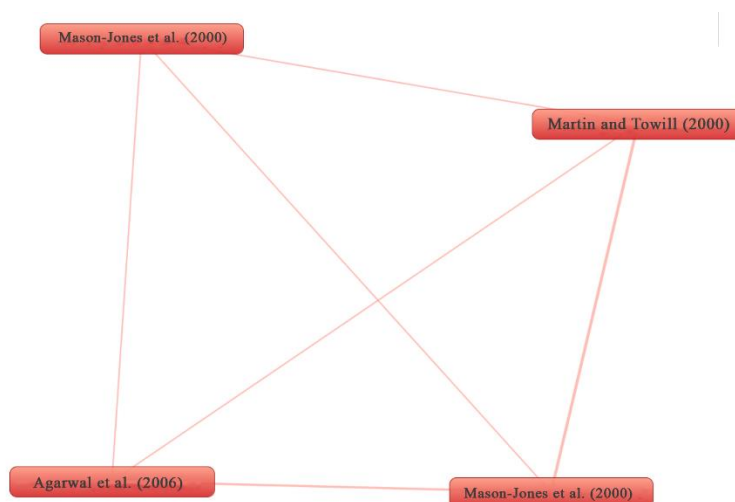 Mason-Jones et al. (2000)
Martin and Towill (2000)
Agarwal et al. (2006)
Mason-Jones et al. (2000)